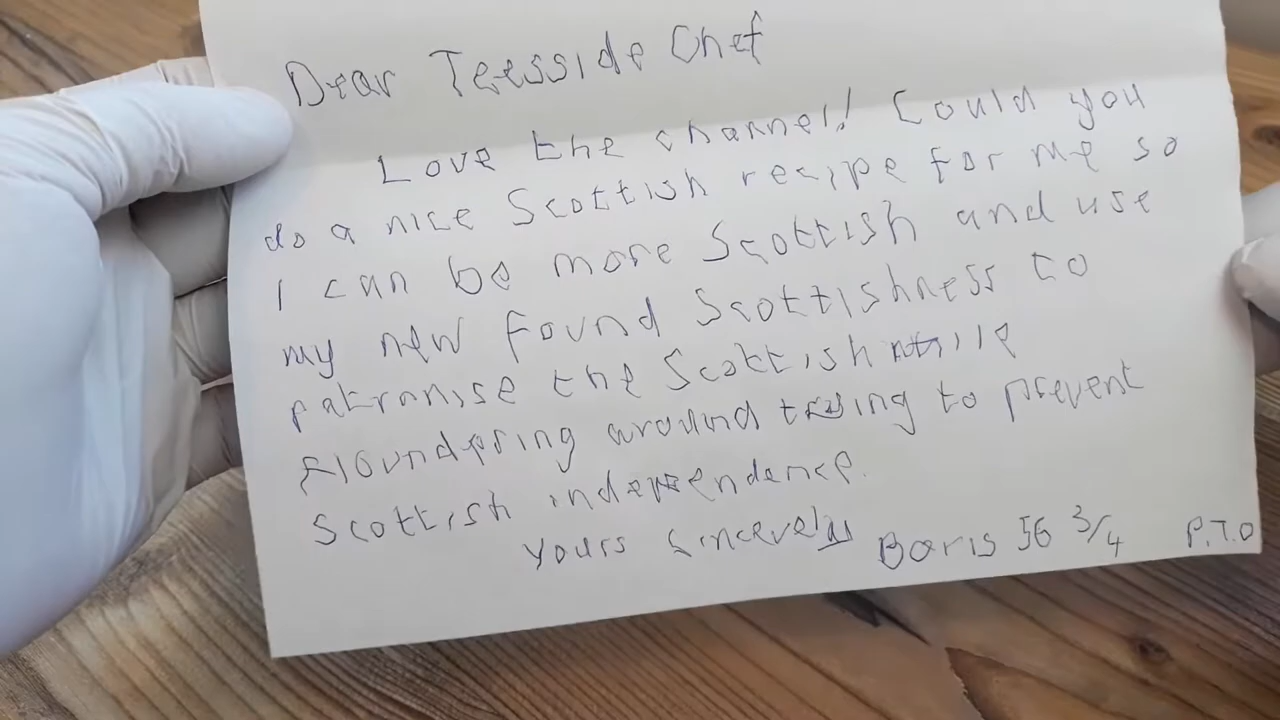 Dear Teesside Chef
Love the channel! Could you
do a nice Scottish recipe for me so
I can be more Scottish and use
my new found Scottishness to
patronise the Scottish while
floundering around trying to prevent
Scottish independence.
Yours sincerely Boris 56 3/4 P.T.O